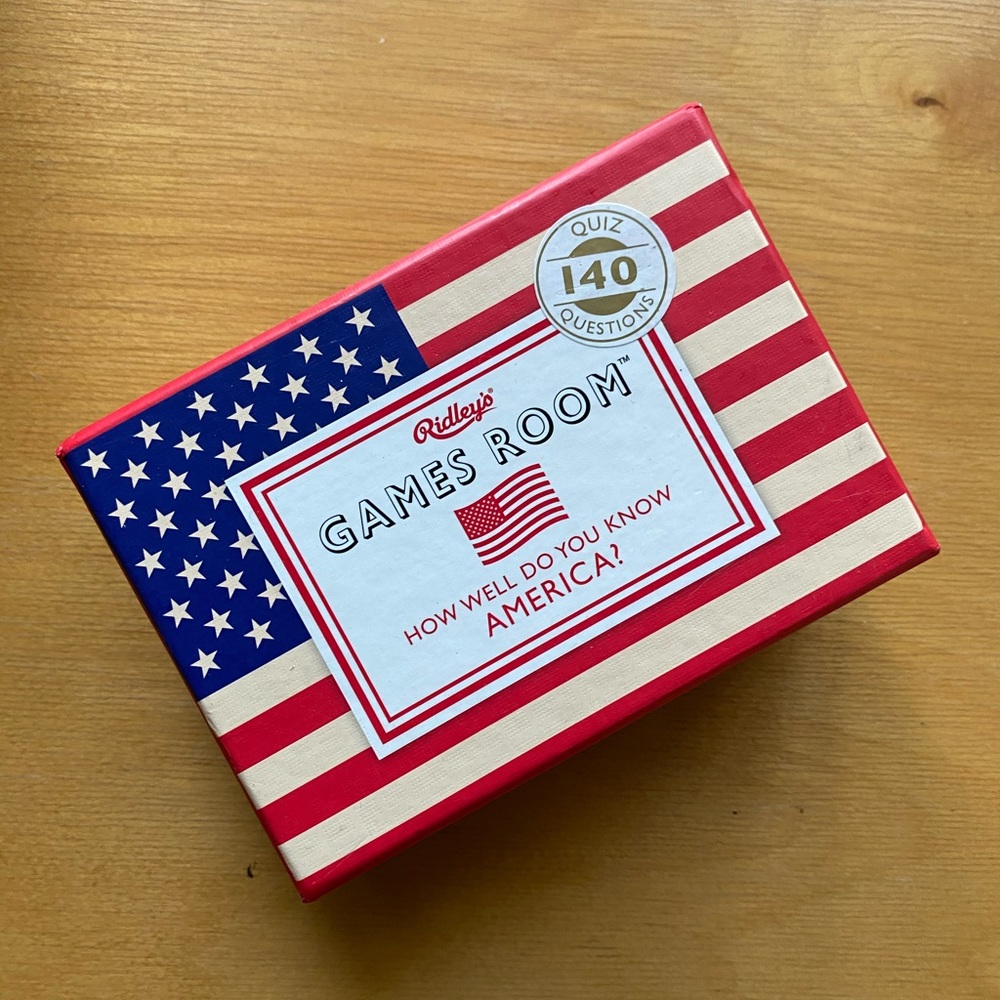 QUIZ
140
QUESTIONS
Ridley's®
GAMES ROOM™
HOW WELL DO YOU KNOW
AMERICA?